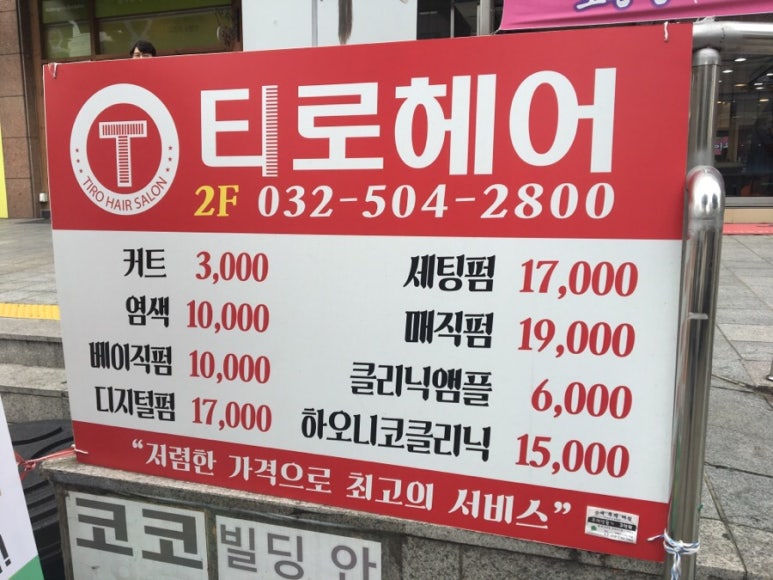 T
TIRO HAIR SALON
티로헤어
2F 032-504-2800
커트 3,000
염색 10,000
베이직펌 10,000
디지털펌 17,000
세팅펌 17,000
매직펌 19,000
클리닉앰플 6,000
하오니코클리닉 15,000
“저렴한 가격으로 최고의 서비스”
코코 빌딩 안